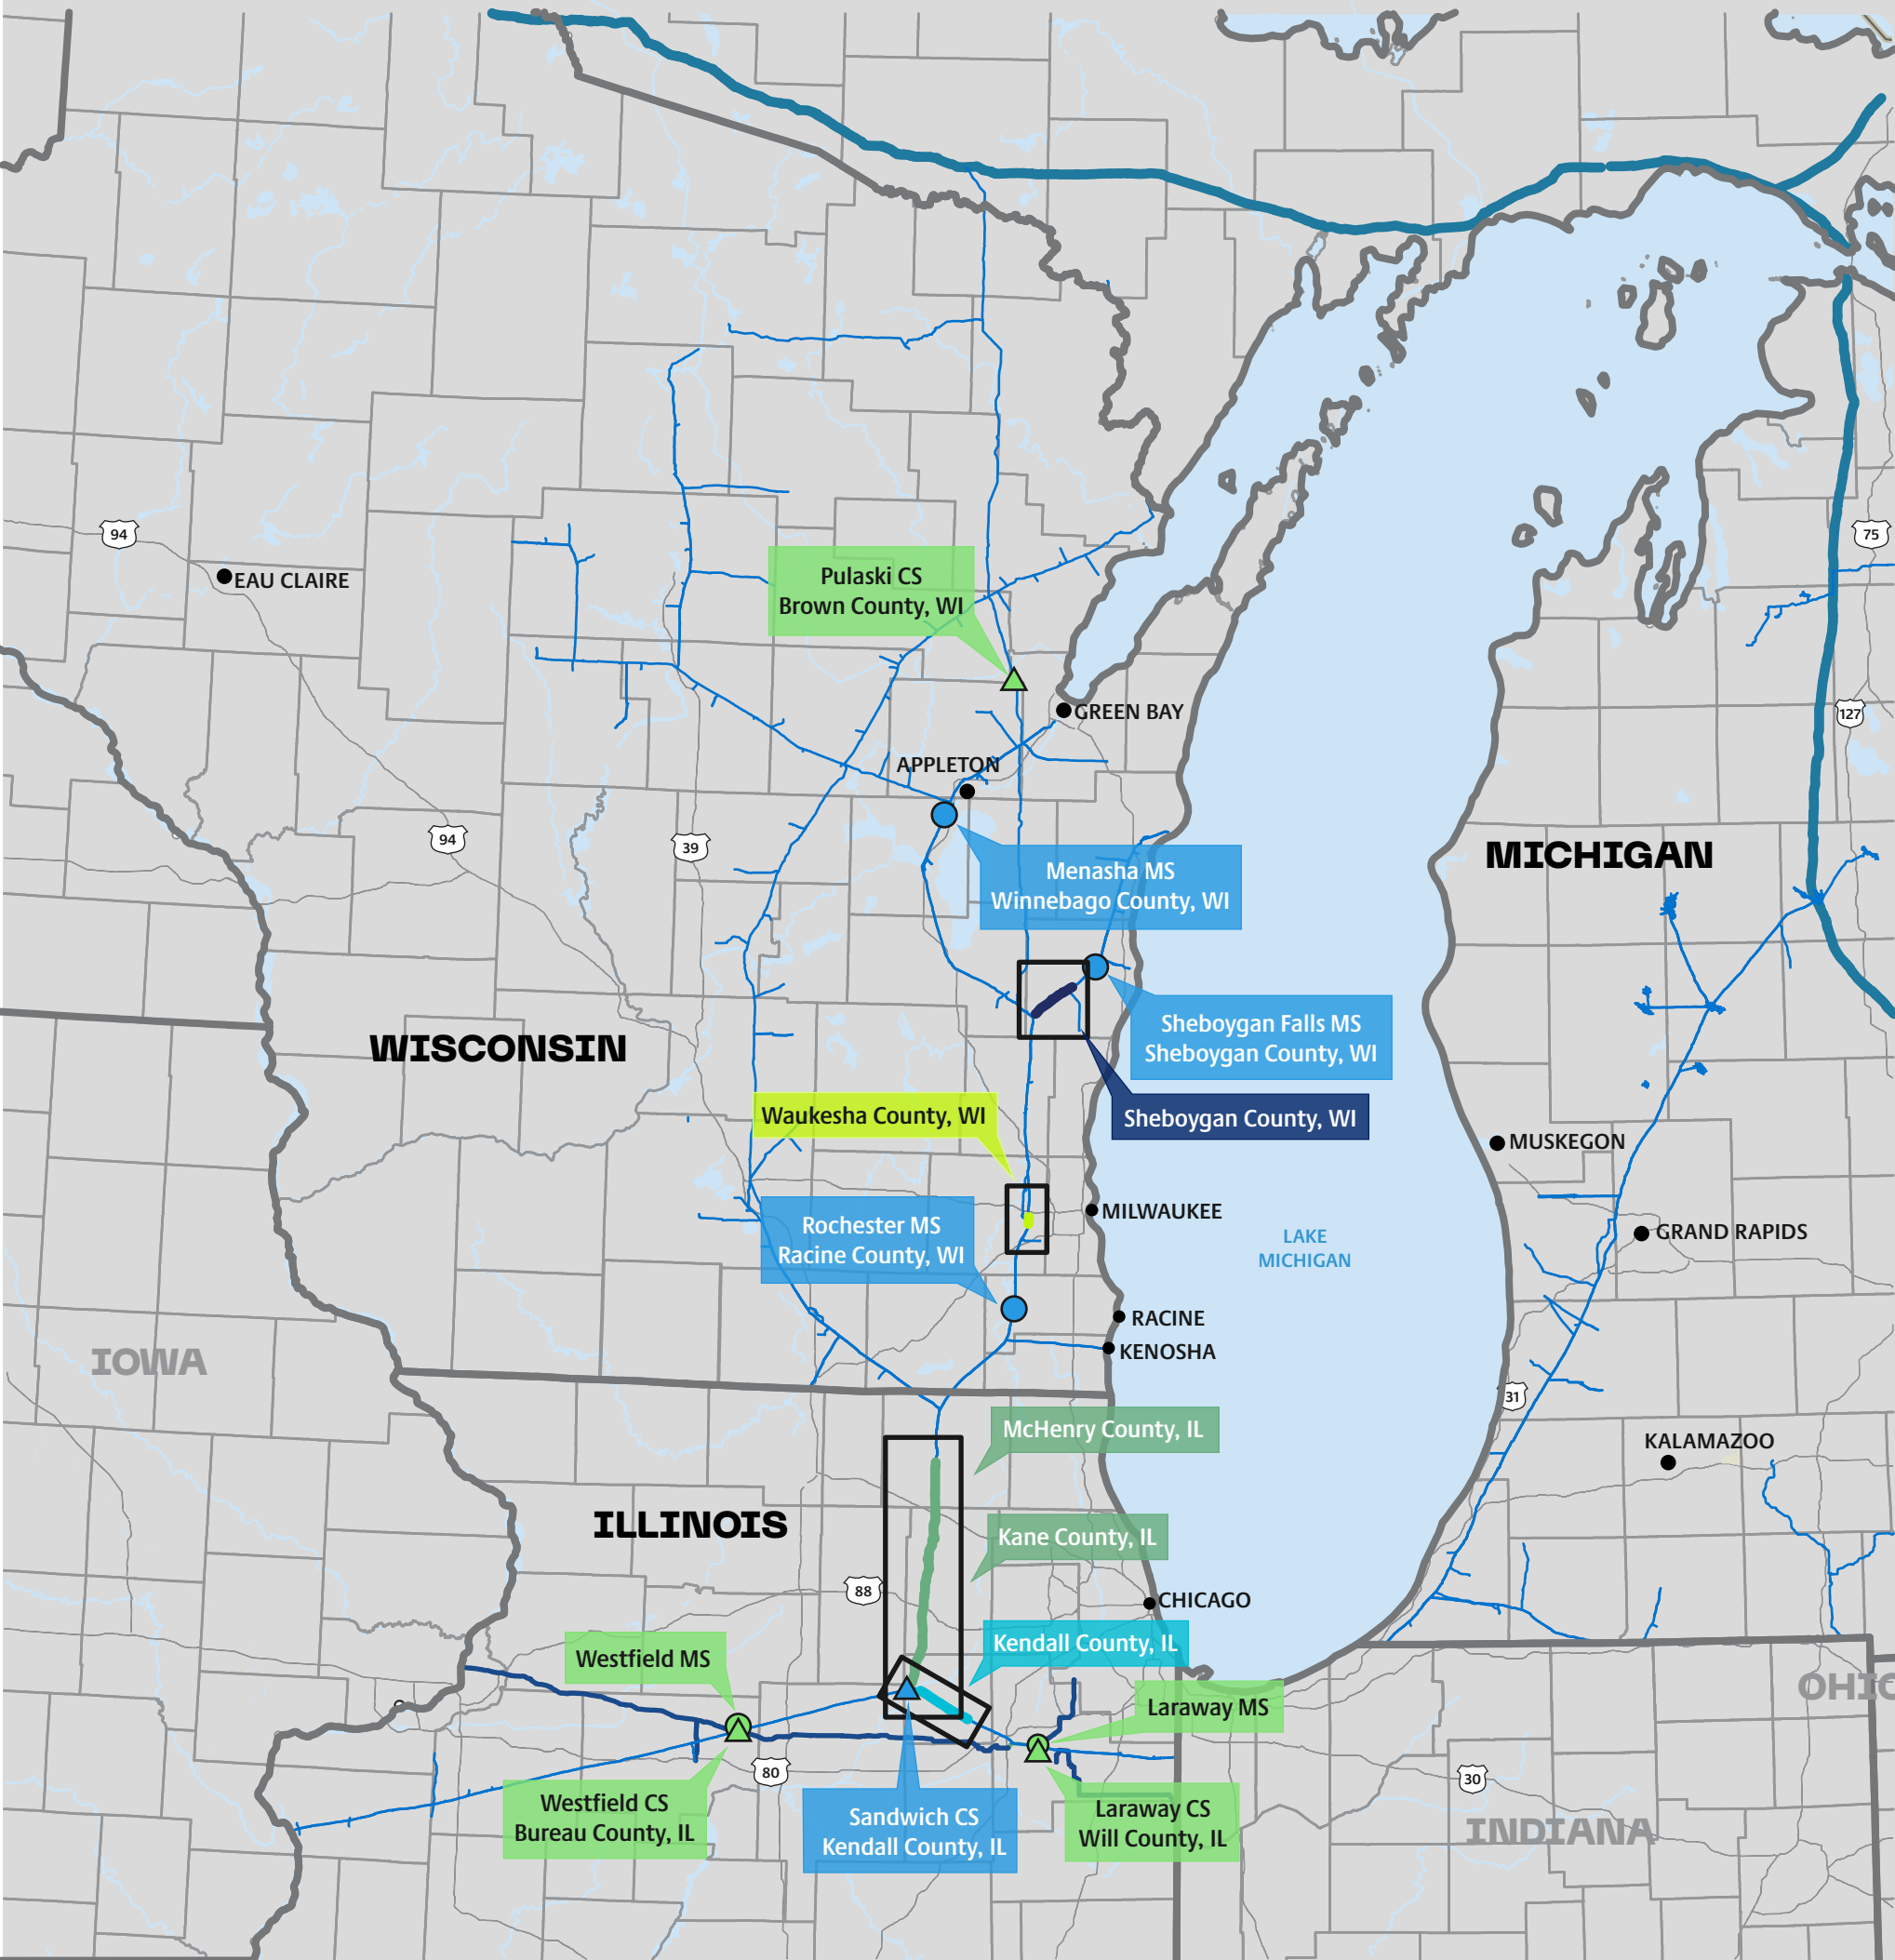 94
EAU CLAIRE
75
Pulaski CS
Brown County, WI
127
GREEN BAY
APPLETON
94
39
MICHIGAN
Menasha MS
Winnebago County, WI
WISCONSIN
Sheboygan Falls MS
Sheboygan County, WI
Waukesha County, WI
Sheboygan County, WI
MUSKEGON
MILWAUKEE
Rochester MS
Racine County, WI
LAKE
MICHIGAN
GRAND RAPIDS
RACINE
KENOSHA
IOWA
31
McHenry County, IL
KALAMAZOO
ILLINOIS
Kane County, IL
88
CHICAGO
Kendall County, IL
Westfield MS
OHIO
Laraway MS
80
30
Westfield CS
Bureau County, IL
Sandwich CS
Kendall County, IL
Laraway CS
Will County, IL
INDIANA